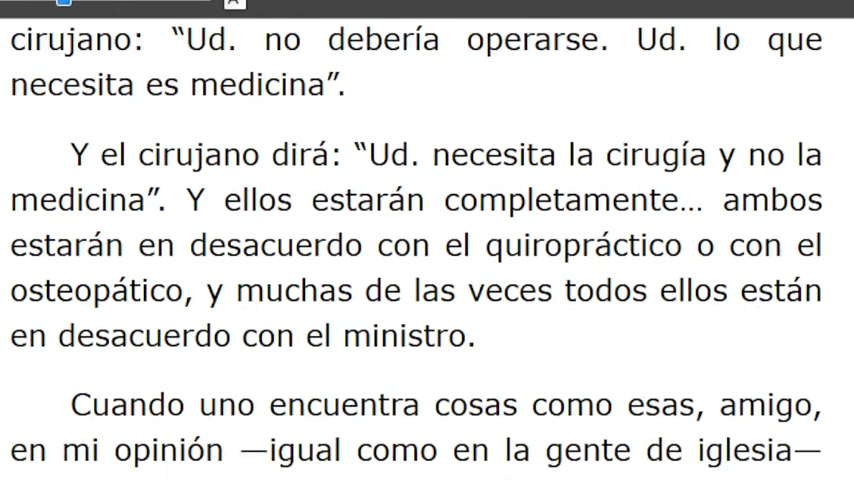 cirujano: “Ud. no debería operarse. Ud. lo que
necesita es medicina”.
Y el cirujano dirá: “Ud. necesita la cirugía y no la
medicina”. Y ellos estarán completamente… ambos
estarán en desacuerdo con el quiropráctico o con el
osteopático, y muchas de las veces todos ellos están
en desacuerdo con el ministro.
Cuando uno encuentra cosas como esas, amigo,
en mi opinión —igual como en la gente de iglesia—